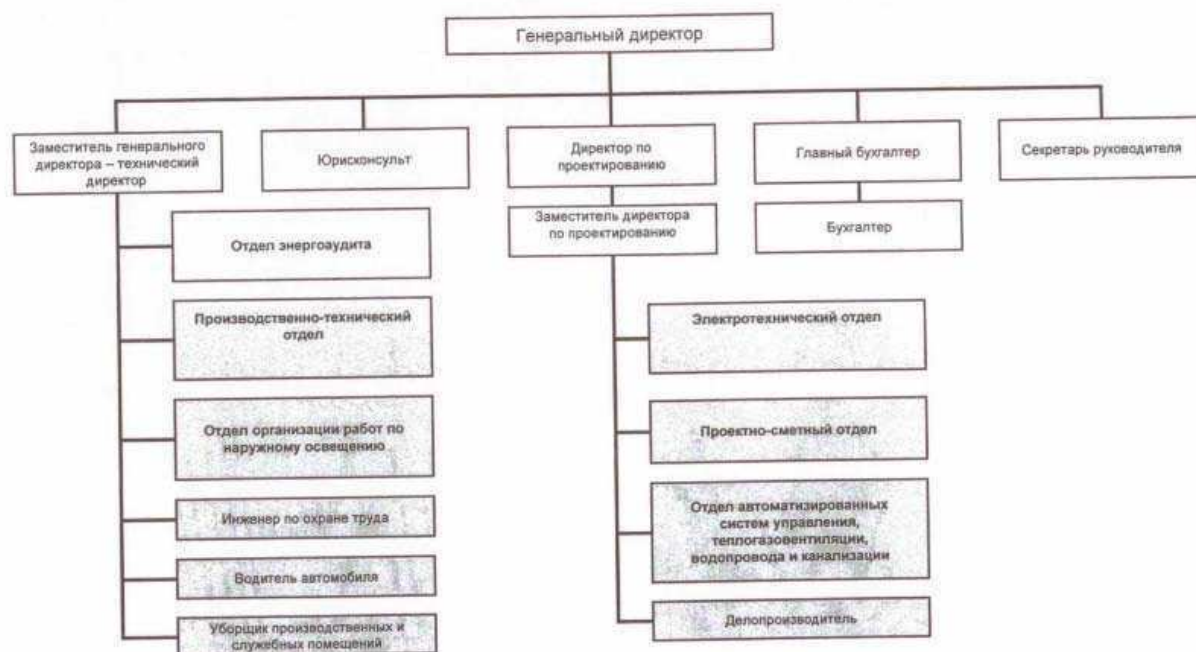 Генеральный директор
Заместитель генерального
директора – технический
директор
Юрисконсульт
Директор по
проектированию
Главный бухгалтер
Секретарь руководителя
Заместитель директора
по проектированию
Бухгалтер
Отдел энергоаудита
Производственно-технический
отдел
Отдел организации работ по
наружному освещению
Инженер по охране труда
Водитель автомобиля
Уборщик производственных и
служебных помещений
Электротехнический отдел
Проектно-сметный отдел
Отдел автоматизированных
систем управления,
теплогазовентиляции,
водопровода и канализации
Делопроизводитель